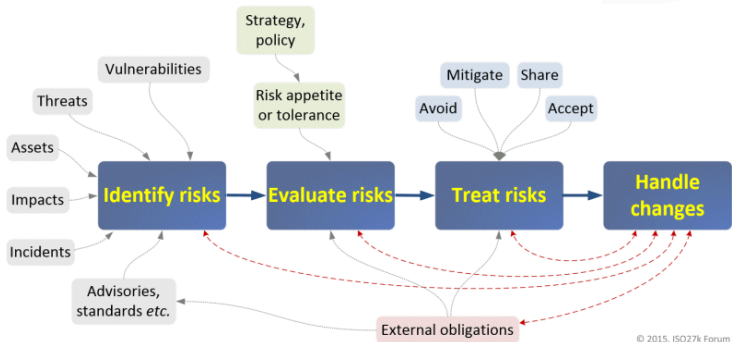 Strategy,
policy
Vulnerabilities
Mitigate
Share
Threats
Risk appetite
or tolerance
Avoid
Accept
Assets
Identify risks
Evaluate risks
Treat risks
Handle
changes
Impacts
Incidents
Advisories,
standards etc.
External obligations
© 2015, ISO27k Forum